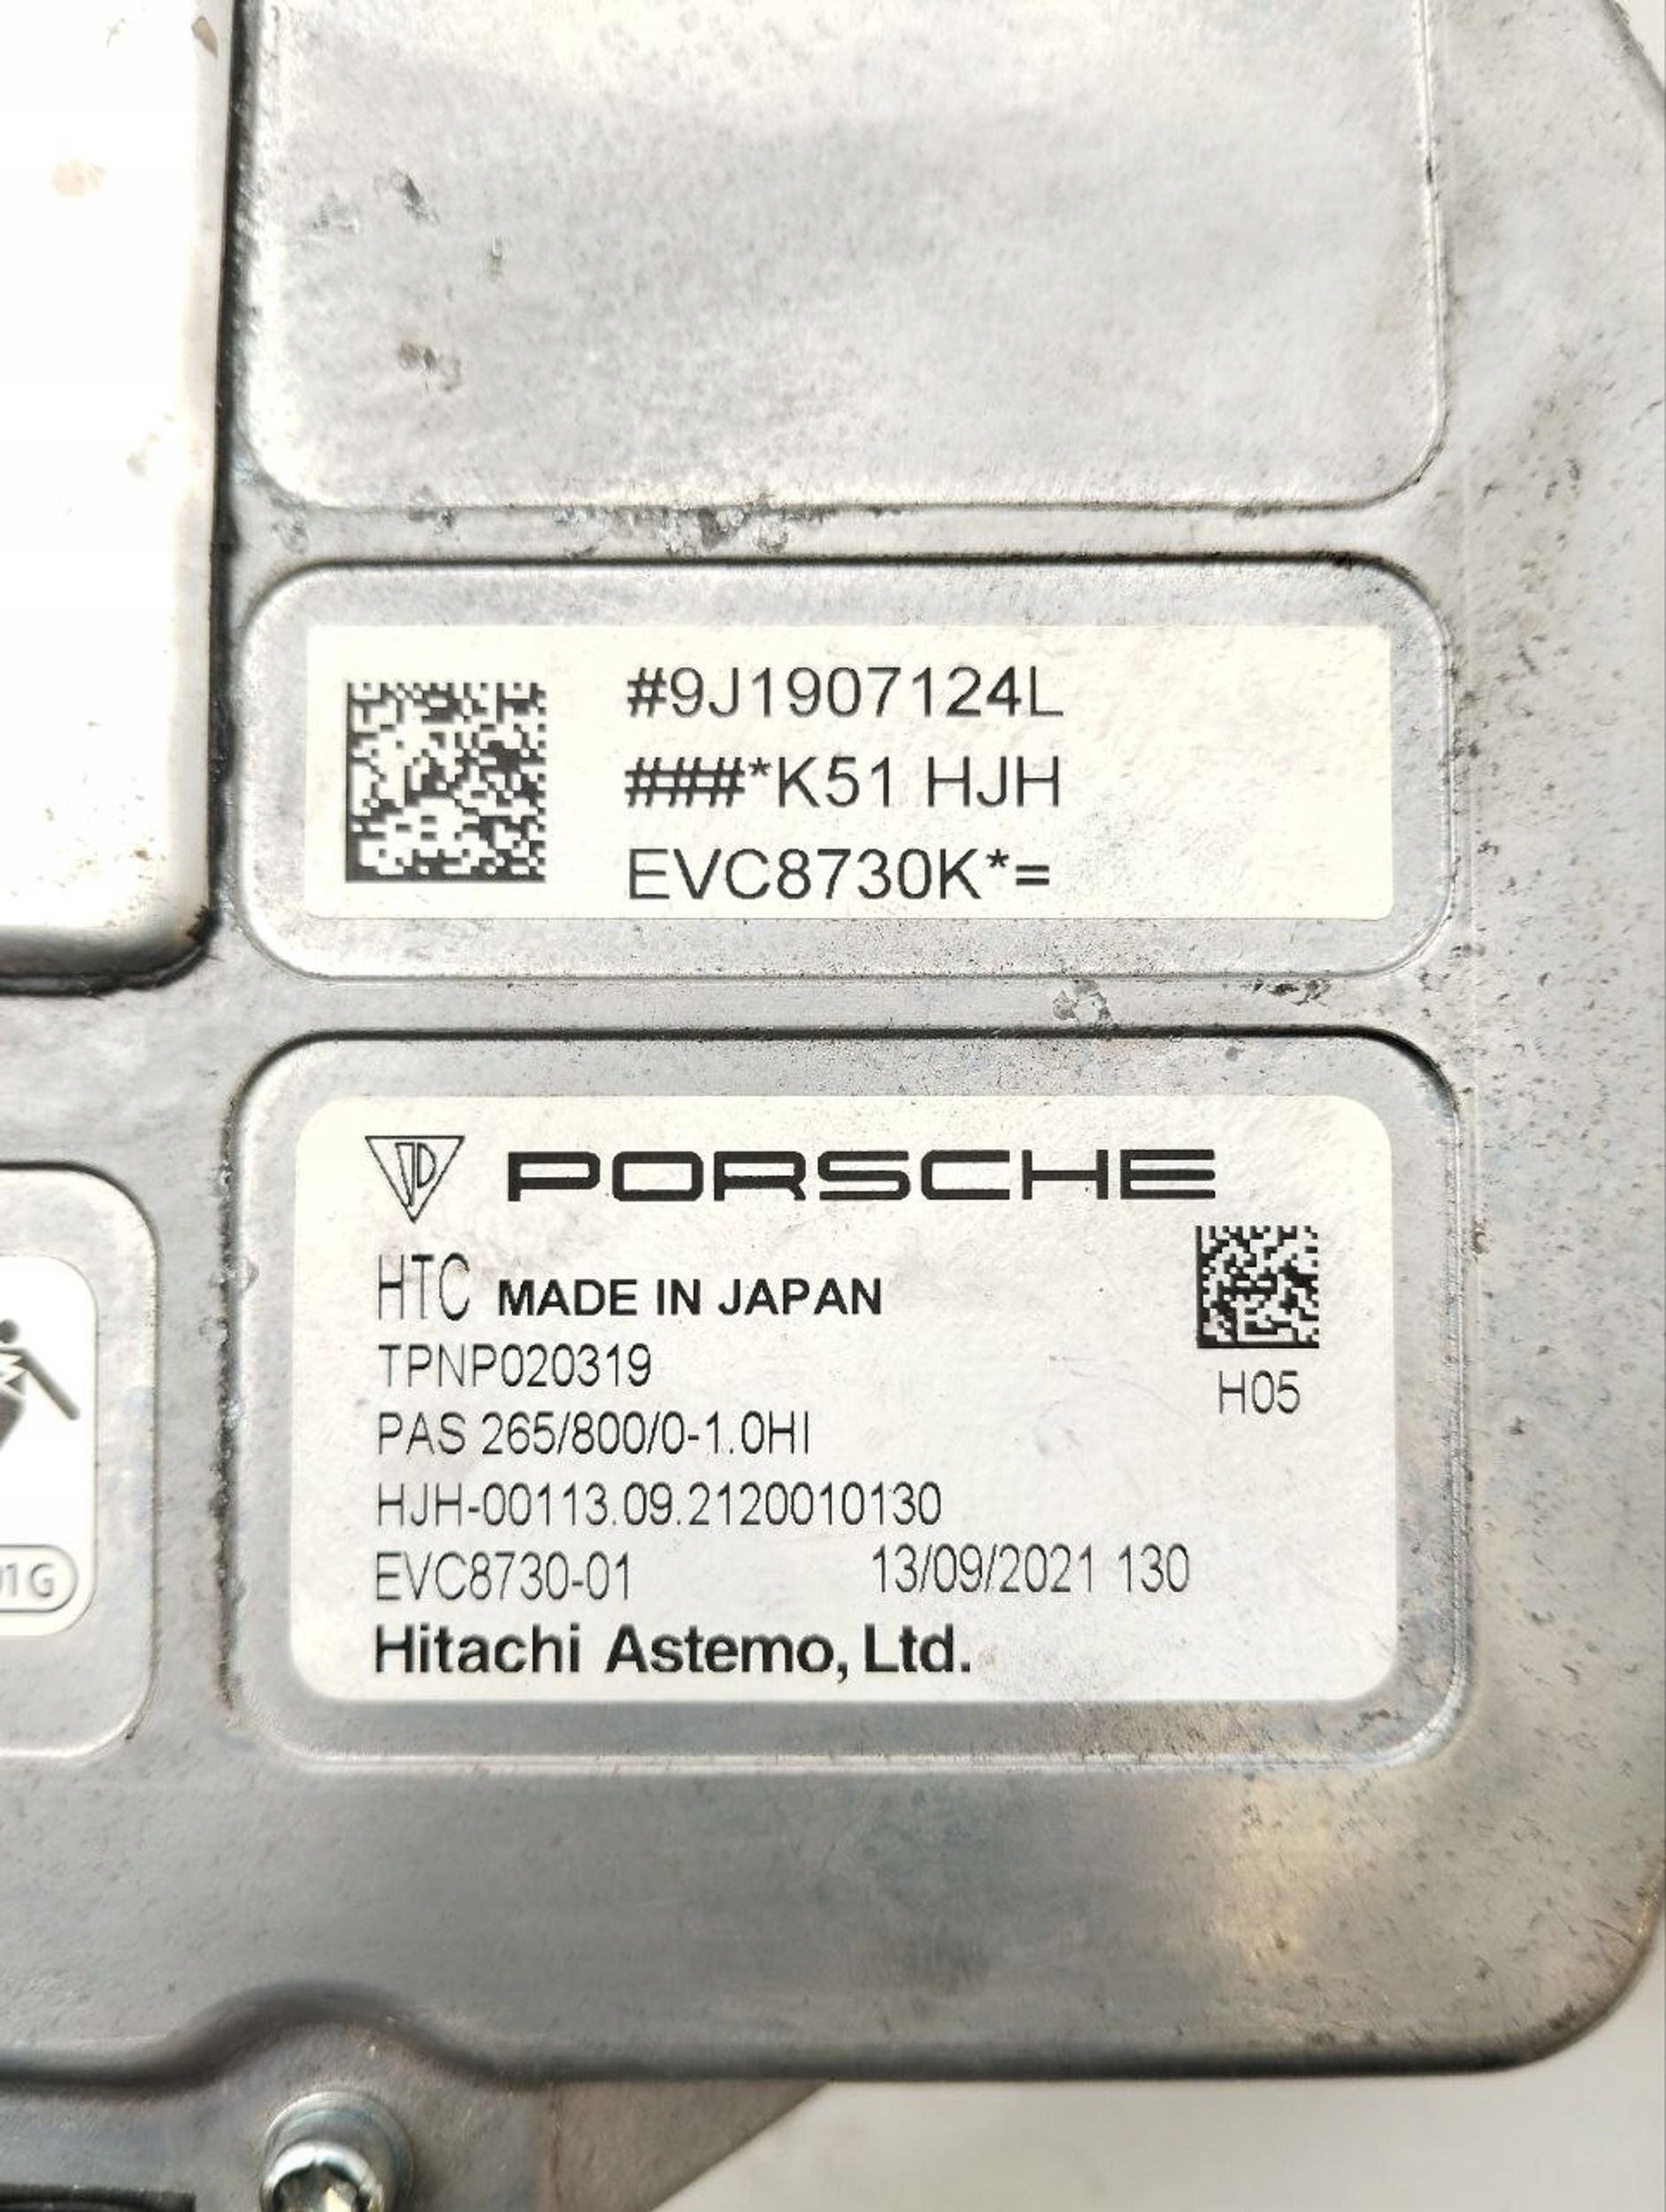 #9J1907124L
###*K51 HJH
EVC8730K*=
PORSCHE
HTC MADE IN JAPAN
TPNP020319
H05
PAS 265/800/0-1.0HI
HJH-00113.09.2120010130
EVC8730-01 13/09/2021 130
Hitachi Astemo, Ltd.